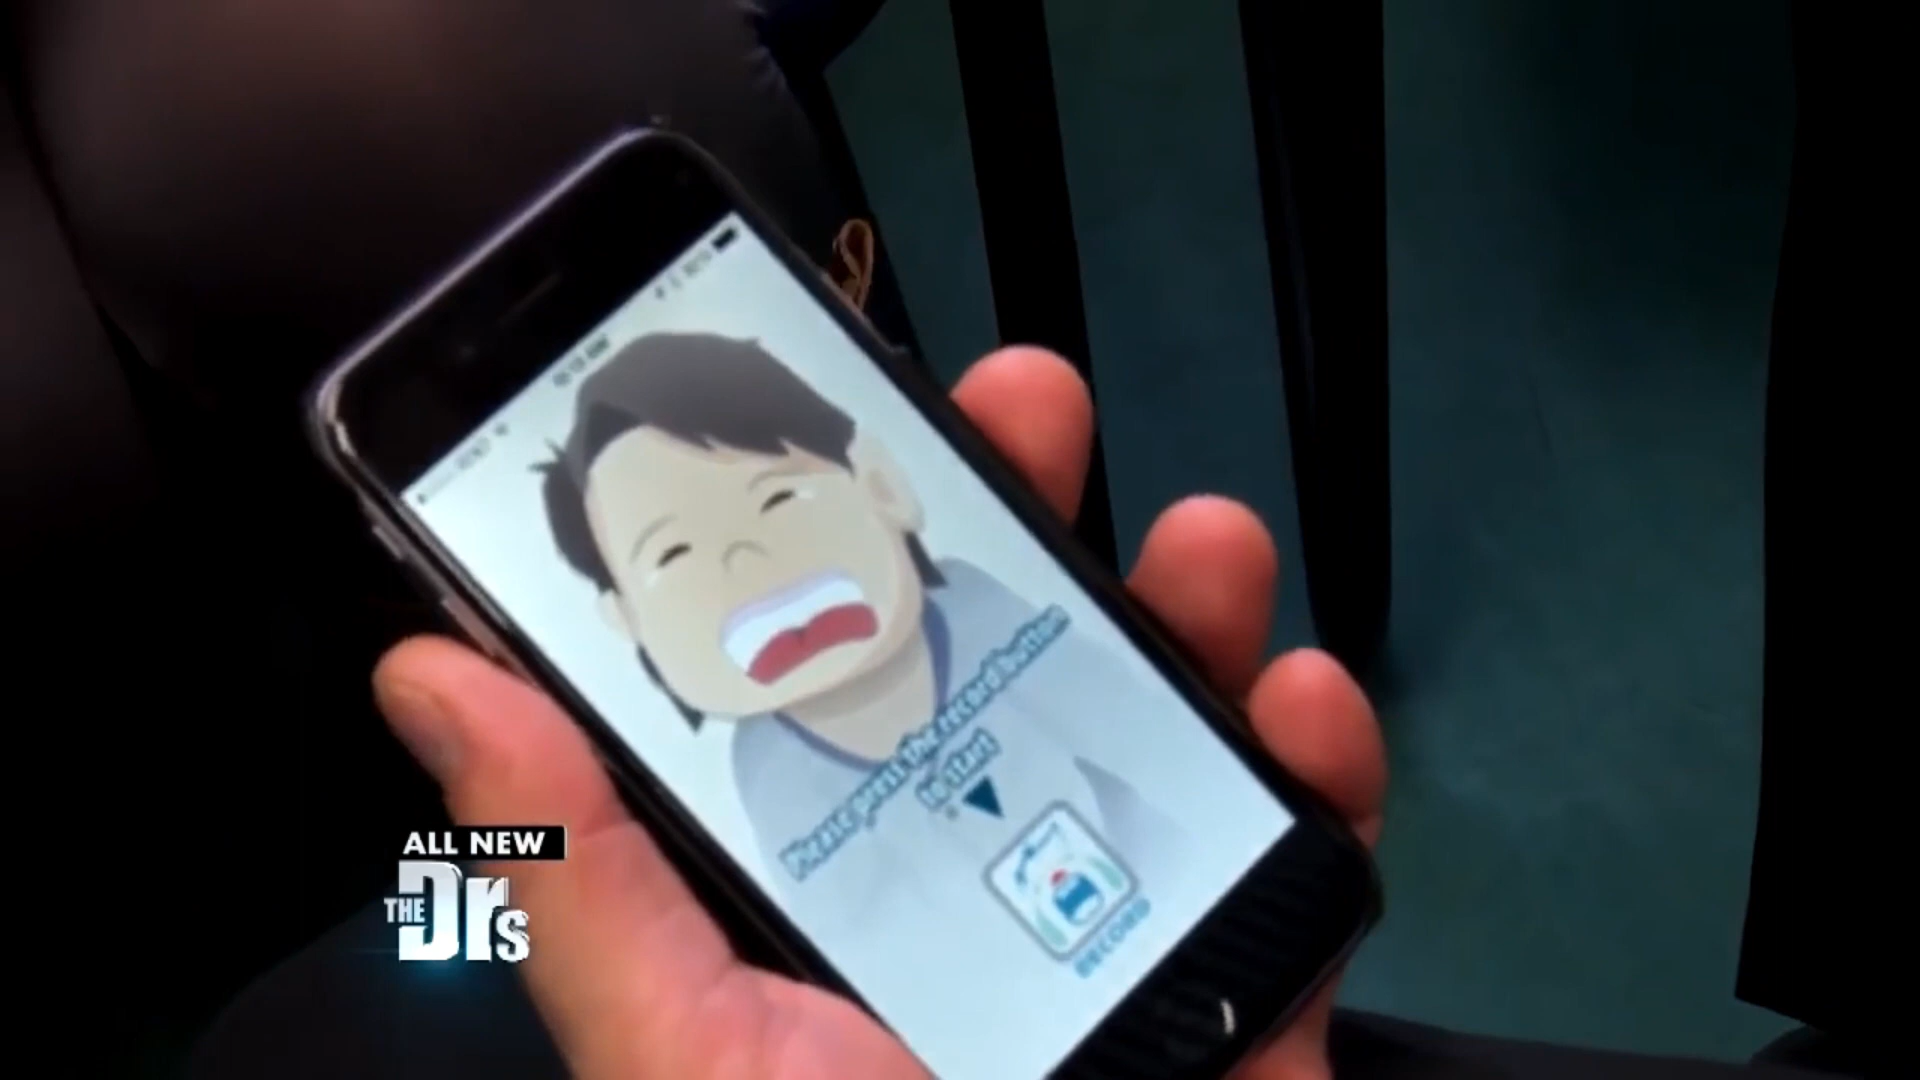 Please press the record button
to start
RECORD
ALL NEW
THE Drs